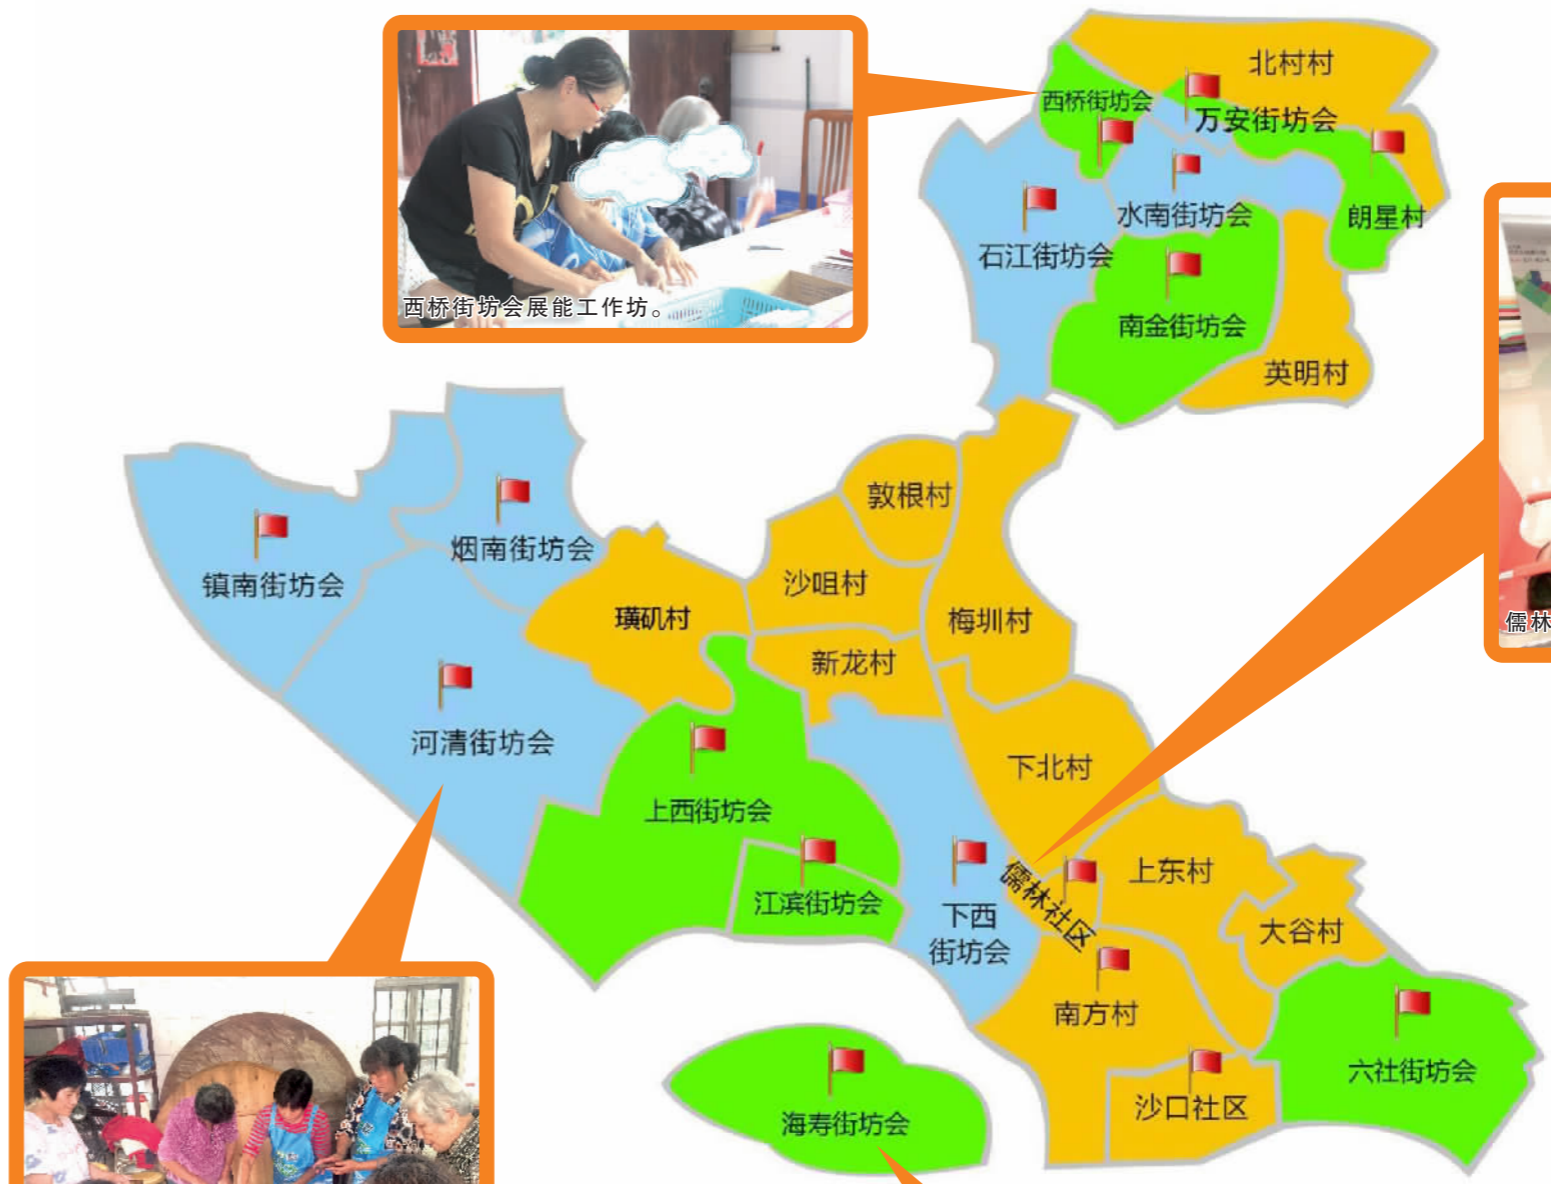 北村村
西桥街坊会
万安街坊会
朗星村
水南街坊会
石江街坊会
南金街坊会
英明村
西桥街坊会展能工作坊。
敦根村
烟南街坊会
镇南街坊会
沙咀村
璜矶村
梅圳村
新龙村
儒林
河清街坊会
下北村
上西街坊会
儒林社区
上东村
江滨街坊会
下西
街坊会
大谷村
南方村
六社街坊会
沙口社区
海寿街坊会